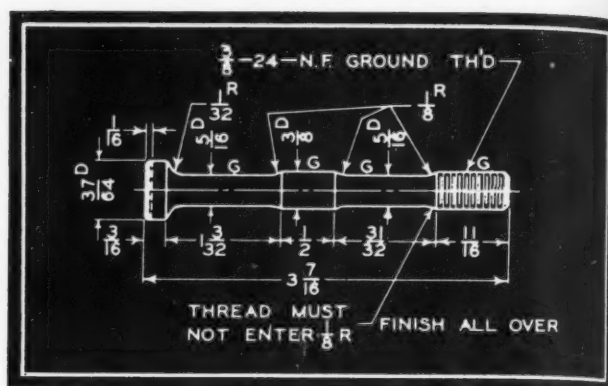 3/8-24-N.F. GROUND TH'D
1/32 R
5/16 D
3/8 D
5/16 D
1/8 R
1/16
37/64 D
G
G
G
G
3/16
1 3/32
1/2
31/32
11/16
3 7/16
THREAD MUST
NOT ENTER 1/8 R
FINISH ALL OVER